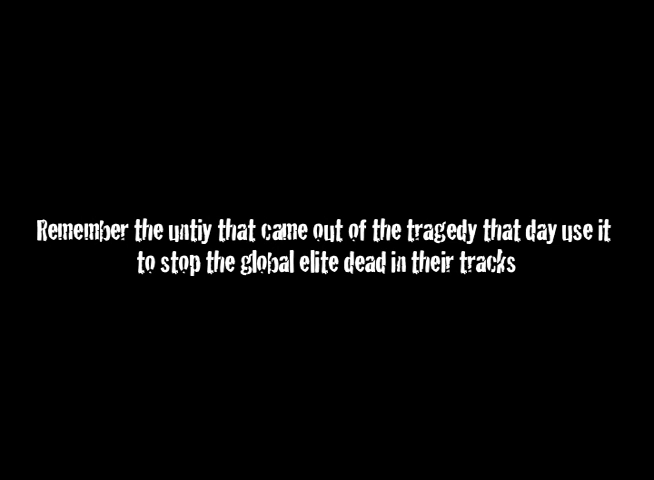 Remember the untiy that came out of the tragedy that day use it
to stop the global elite dead in their tracks